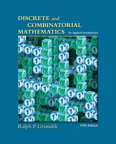 DISCRETE and
COMBINATORIAL
MATHEMATICS
An Applied Introduction
Ralph P. Grimaldi
Fifth Edition